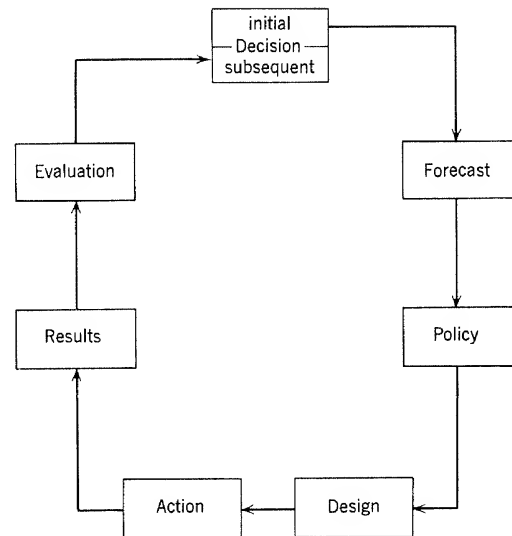 initial
Decision
subsequent
Evaluation
Forecast
Results
Policy
Action
Design